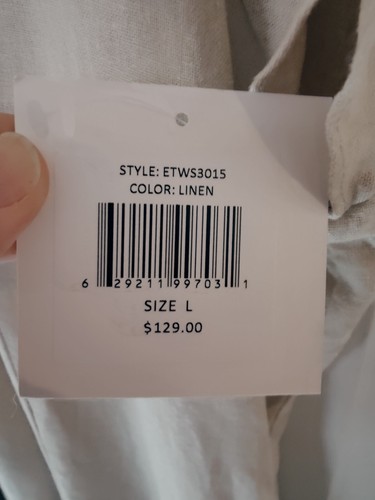 STYLE: ETWS3015
COLOR: LINEN
6 29211 99703 1
SIZE L
$129.00